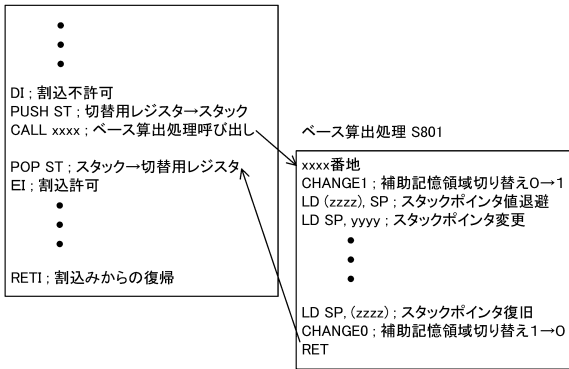 DI ; 割込不許可
PUSH ST ; 切替用レジスタ→スタック
CALL xxxx ; ベース算出処理呼び出し
POP ST ; スタック→切替用レジスタ
EI ; 割込許可
RETI ; 割込みからの復帰
ベース算出処理 S801
xxxx番地
CHANGE1 ; 補助記憶領域切り替え0→1
LD (zzzz), SP ; スタックポインタ値退避
LD SP, yyyy ; スタックポインタ変更
LD SP, (zzzz) ; スタックポインタ復旧
CHANGE0 ; 補助記憶領域切り替え1→0
RET